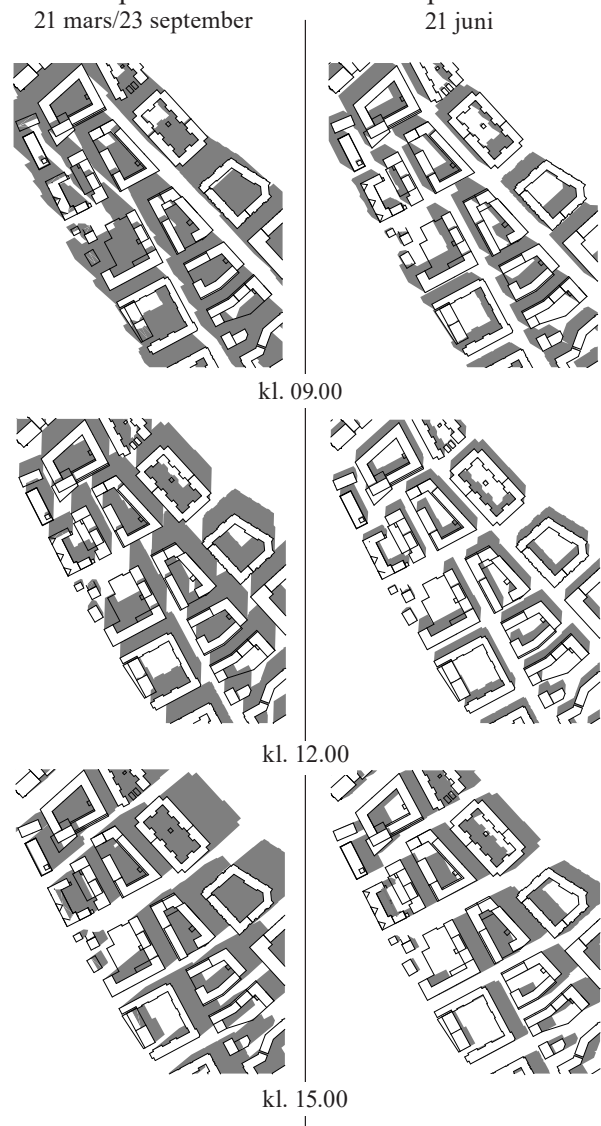 21 mars/23 september
21 juni
kl. 09.00
kl. 12.00
kl. 15.00